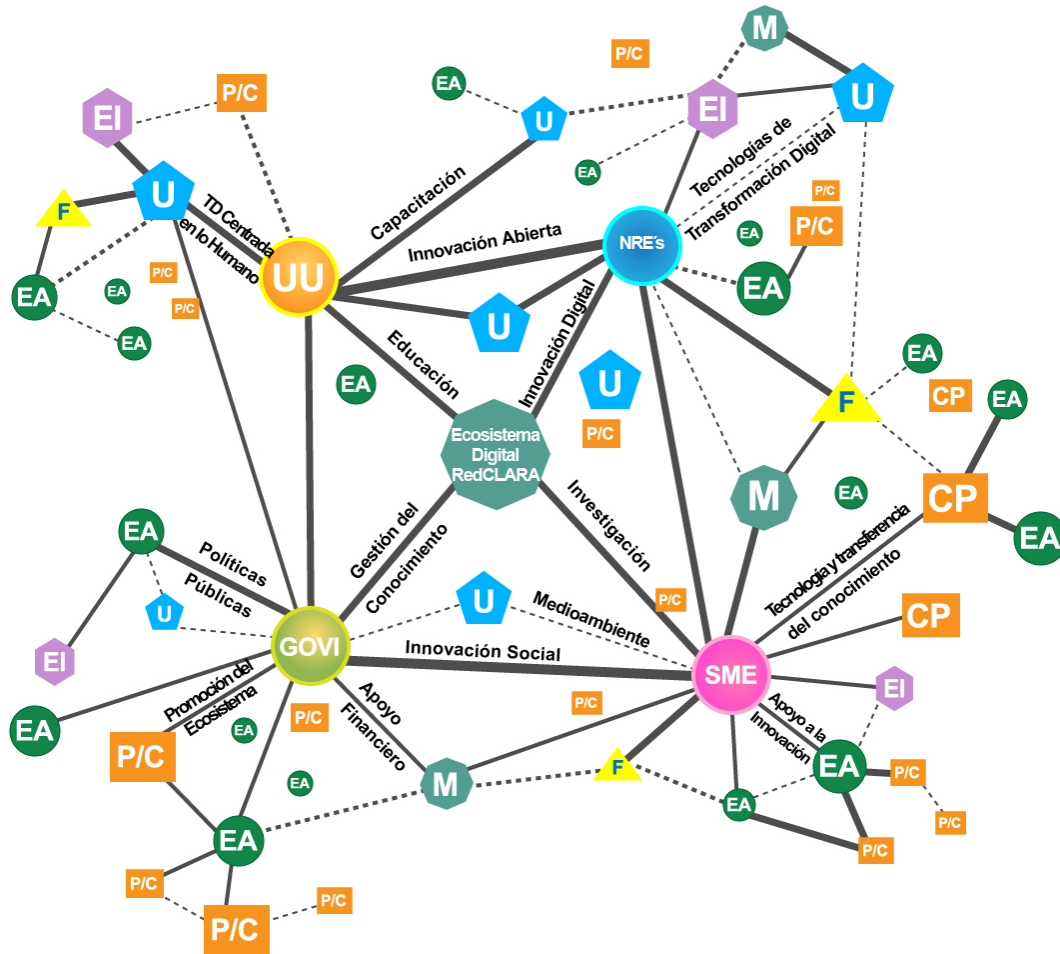 M
P/C
EA
P/C
EI
U
EI
U
U
Tecnologías de
Transformación Digital
EA
P/C
P/C
F
U
TD Centrada
en lo Humano
Capacitación
Innovación Abierta
NRE's
EA
EA
UU
P/C
EA
EA
P/C
U
EA
Educación
Innovación Digital
U
EA
EA
F
CP
EA
P/C
Ecosistema
Digital
RedCLARA
M
EA
CP
EA
EA
Políticas
Públicas
Gestión del
Conocimiento
Investigación
Tecnología y transferencia
del conocimiento
U
U
P/C
CP
Medioambiente
EI
GOVI
Innovación Social
SME
EI
EA
Promoción del
Ecosistema
P/C
EA
Apoyo
Financiero
P/C
Apoyo a la
Innovación
P/C
EA
M
F
EA
P/C
EA
P/C
EA
P/C
P/C
P/C
P/C